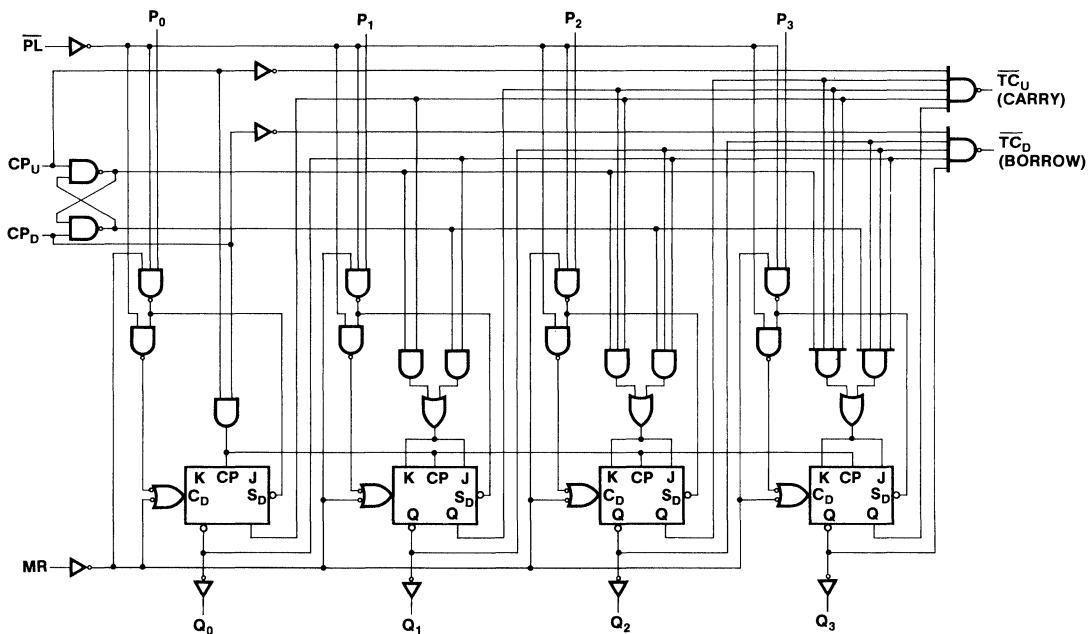 P0 P1 P2 P3
PL
TCU
(CARRY)
TCD
(BORROW)
CPU
CPD
K CP J
CD SD
K CP J
CD SD
Q Q
K CP J
CD SD
Q Q
K CP J
CD SD
Q Q
MR
Q0 Q1 Q2 Q3